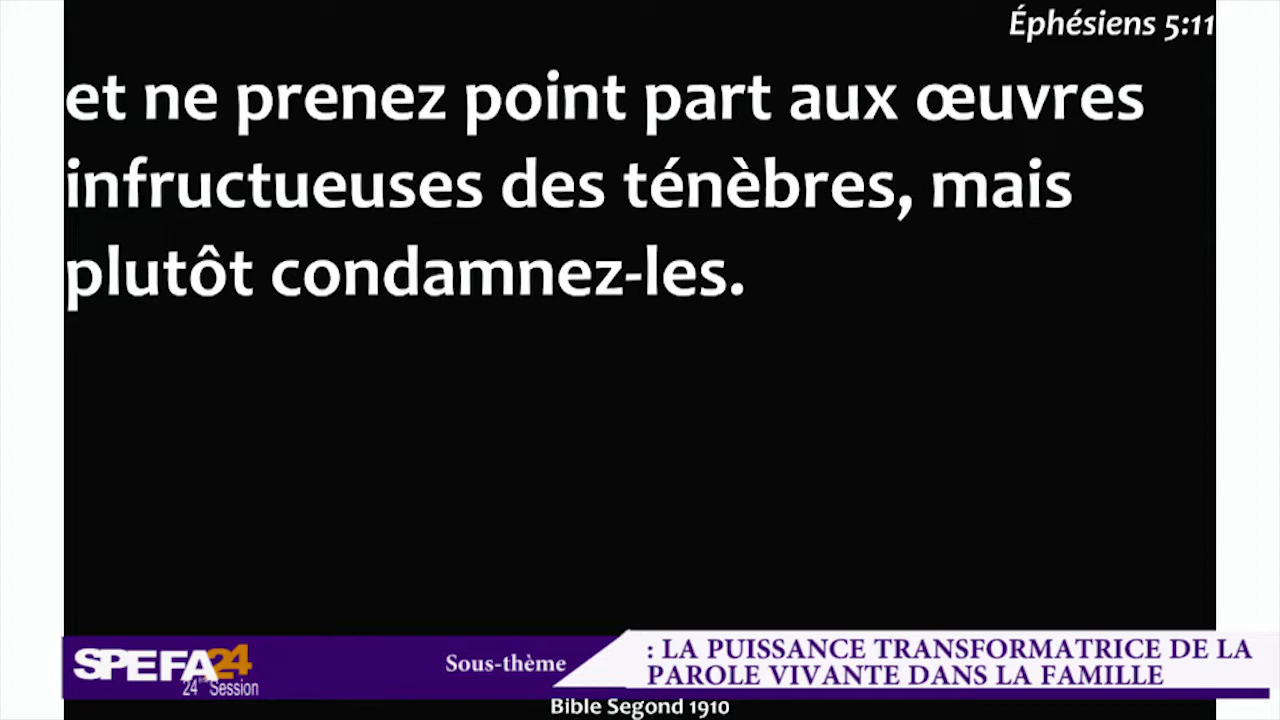 Éphésiens 5:11
et ne prenez point part aux œuvres
infructueuses des ténèbres, mais
plutôt condamnez-les.
SPEFA24
24ème Session
Sous-thème
: LA PUISSANCE TRANSFORMATRICE DE LA
PAROLE VIVANTE DANS LA FAMILLE
Bible Segond 1910